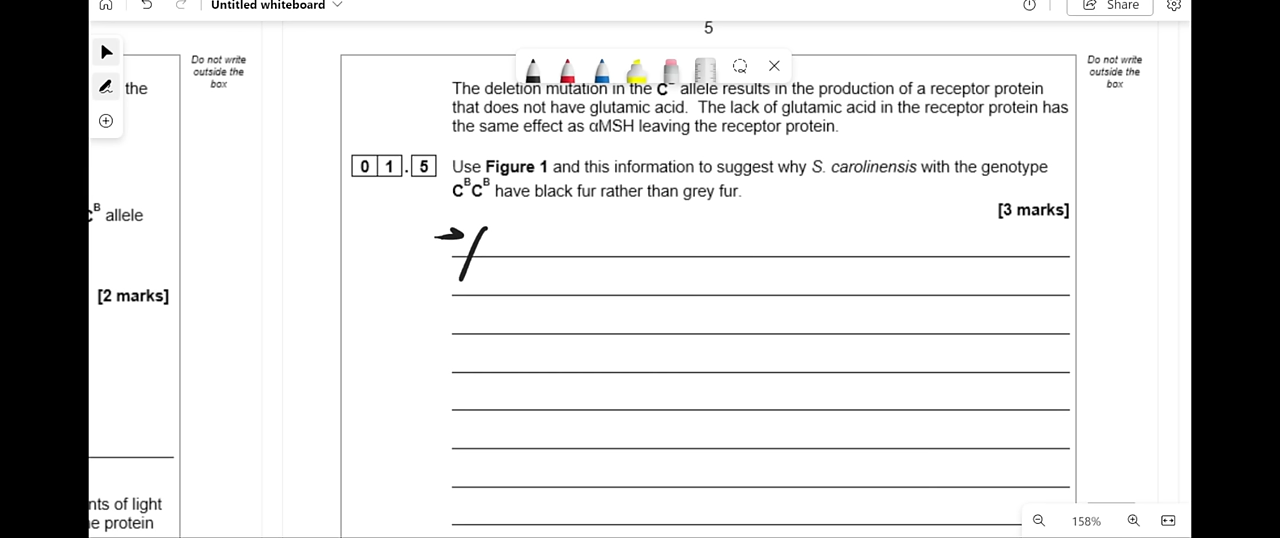 Untitled whiteboard
Share
5
Do not write
outside the
box
the
B allele
[2 marks]
nts of light
e protein
The deletion mutation in the C allele results in the production of a receptor protein
that does not have glutamic acid. The lack of glutamic acid in the receptor protein has
the same effect as αMSH leaving the receptor protein.
0 1 . 5 Use Figure 1 and this information to suggest why S. carolinensis with the genotype
CᴮCᴮ have black fur rather than grey fur.
[3 marks]
Do not write
outside the
box
158%